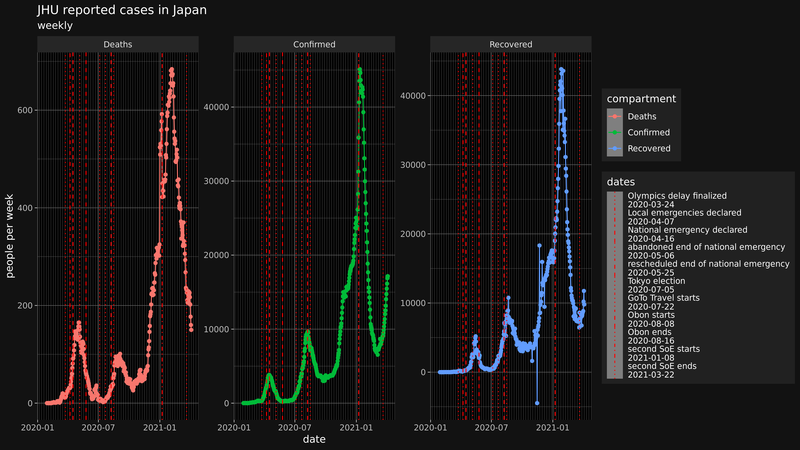 JHU reported cases in Japan
weekly
Deaths
Confirmed
Recovered
people per week
600
400
200
0
2020-01
2020-07
2021-01
40000
30000
20000
10000
0
2020-01
2020-07
2021-01
40000
30000
20000
10000
0
2020-01
2020-07
2021-01
date
compartment
Deaths
Confirmed
Recovered
dates
Olympics delay finalized
2020-03-24
Local emergencies declared
2020-04-07
National emergency declared
2020-04-16
abandoned end of national emergency
2020-05-06
rescheduled end of national emergency
2020-05-25
Tokyo election
2020-07-05
GoTo Travel starts
2020-07-22
Obon starts
2020-08-08
Obon ends
2020-08-16
second SoE starts
2021-01-08
second SoE ends
2021-03-22